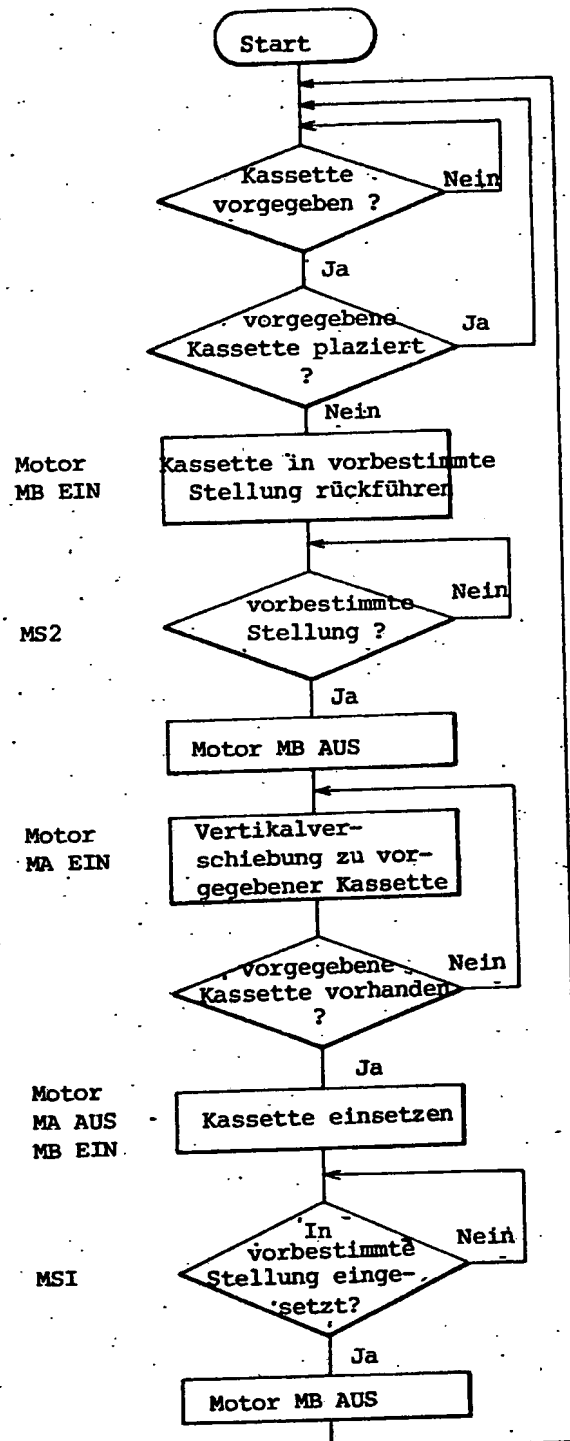 Start
Kassette
vorgegeben ?
Nein
Ja
vorgegebene
Kassette plaziert
?
Ja
Nein
Motor
MB EIN
Kassette in vorbestimmte
Stellung rückführen
Nein
vorbestimmte
Stellung ?
MS2
Ja
Motor MB AUS
Motor
MA EIN
Vertikalver-
schiebung zu vor-
gegebener Kassette
vorgegebene
Kassette vorhanden
?
Nein
Ja
Motor
MA AUS
MB EIN
Kassette einsetzen
In
vorbestimmte
Stellung einge-
setzt?
Nein
MSI
Ja
Motor MB AUS